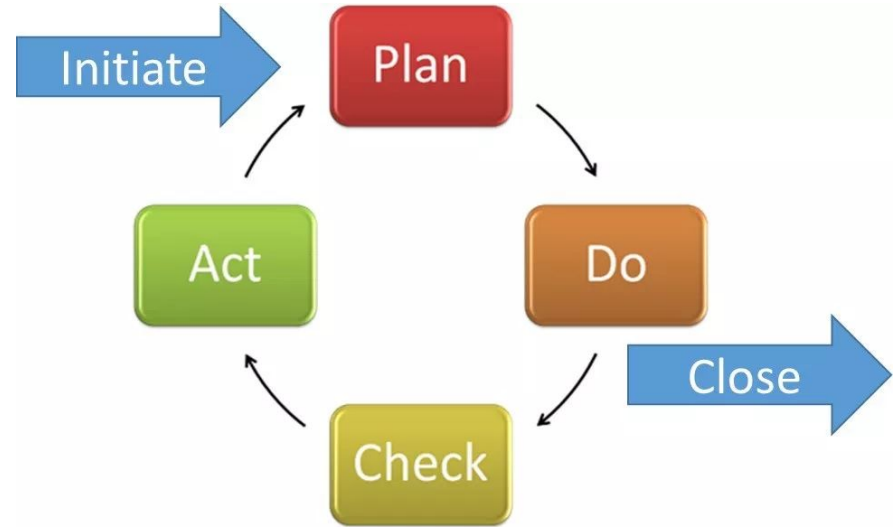 Initiate
Plan
Act
Do
Close
Check